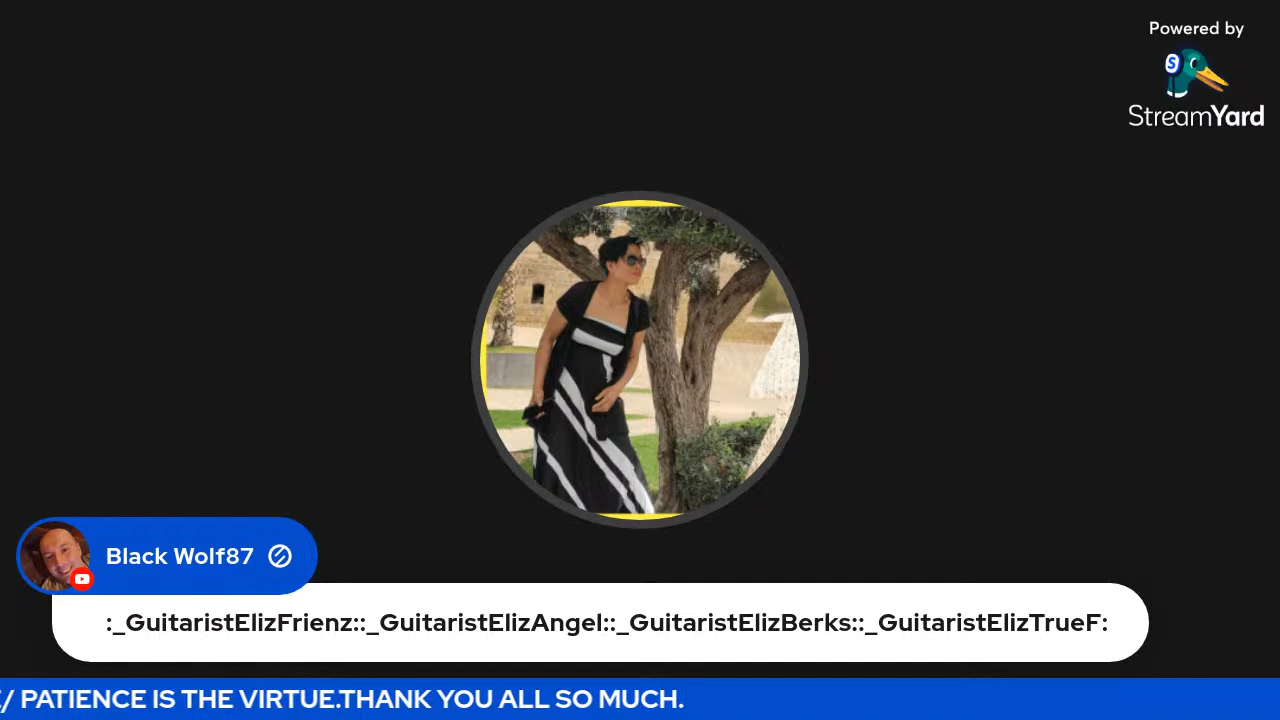 Powered by
StreamYard
Black Wolf87
:_GuitaristElizFrienz::_GuitaristElizAngel::_GuitaristElizBerks::_GuitaristElizTrueF:
/ PATIENCE IS THE VIRTUE.THANK YOU ALL SO MUCH.